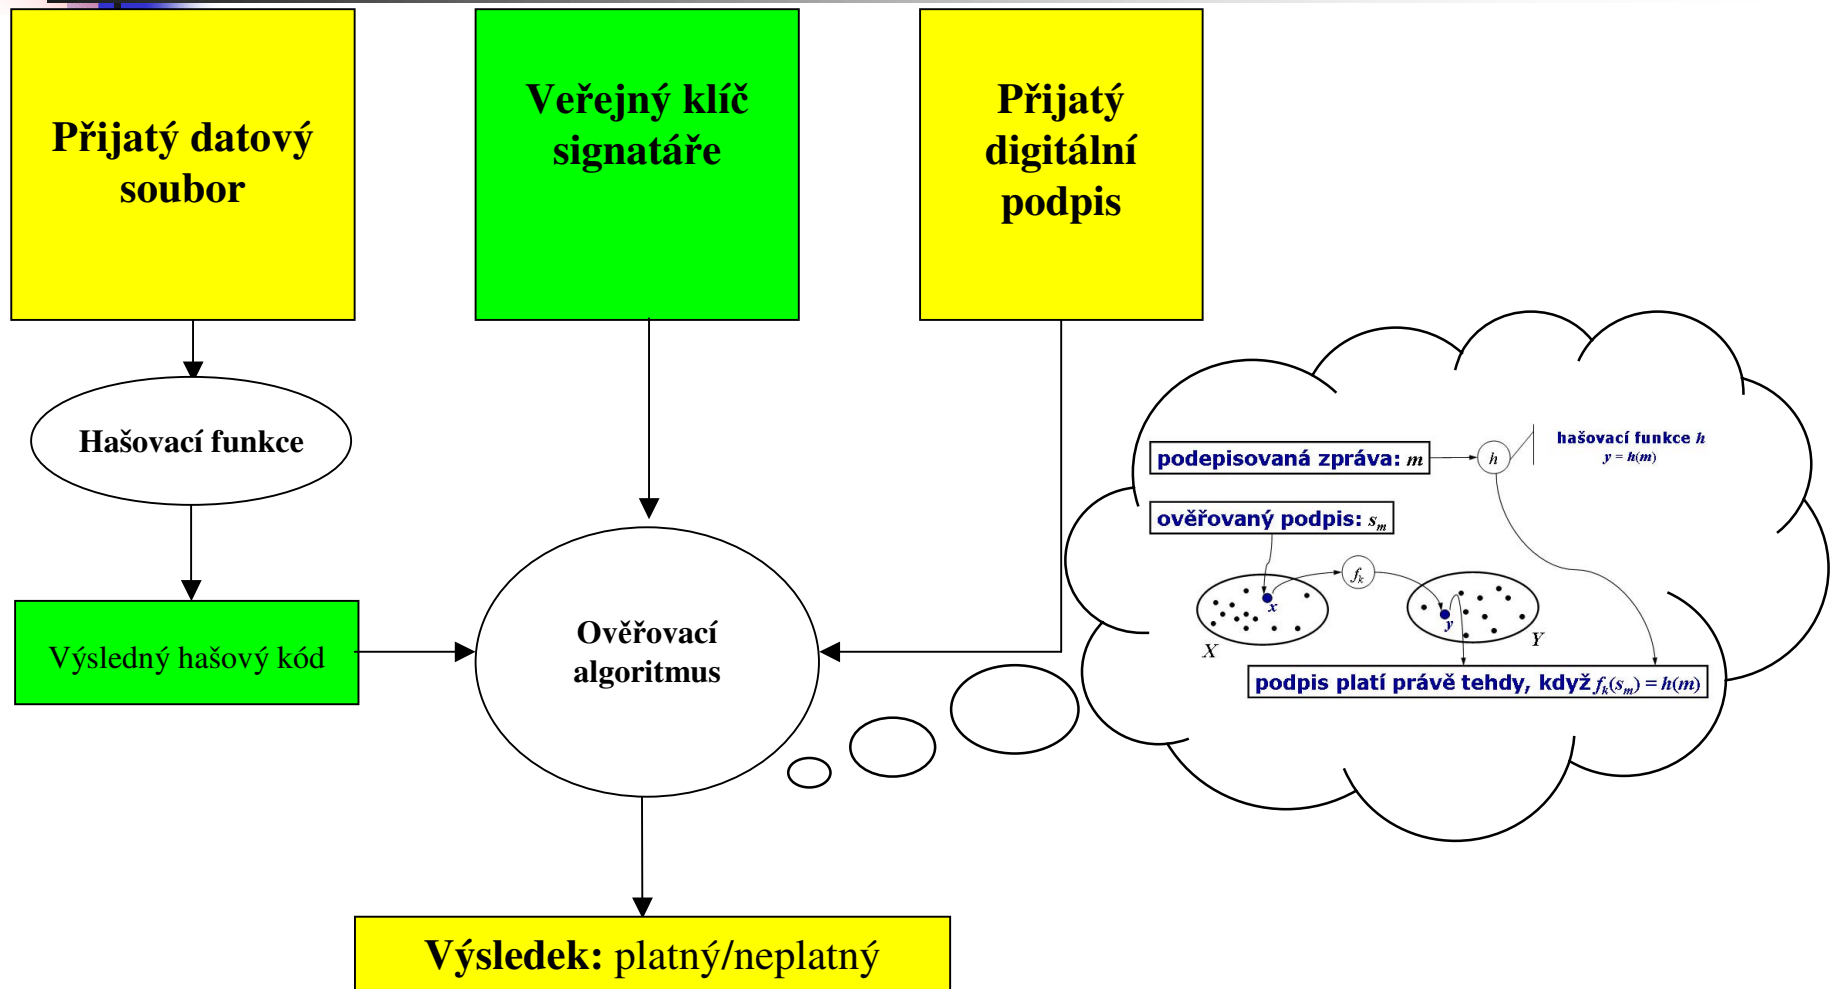 Přijatý datový
soubor
Veřejný klíč
signatáře
Přijatý
digitální
podpis
Hašovací funkce
podepisovaná zpráva: m
h
hašovací funkce h
y = h(m)
ověřovaný podpis: sₘ
fₖ
x
y
X
Y
podpis platí právě tehdy, když fₖ(sₘ) = h(m)
Výsledný hašový kód
Ověřovací
algoritmus
Výsledek: platný/neplatný